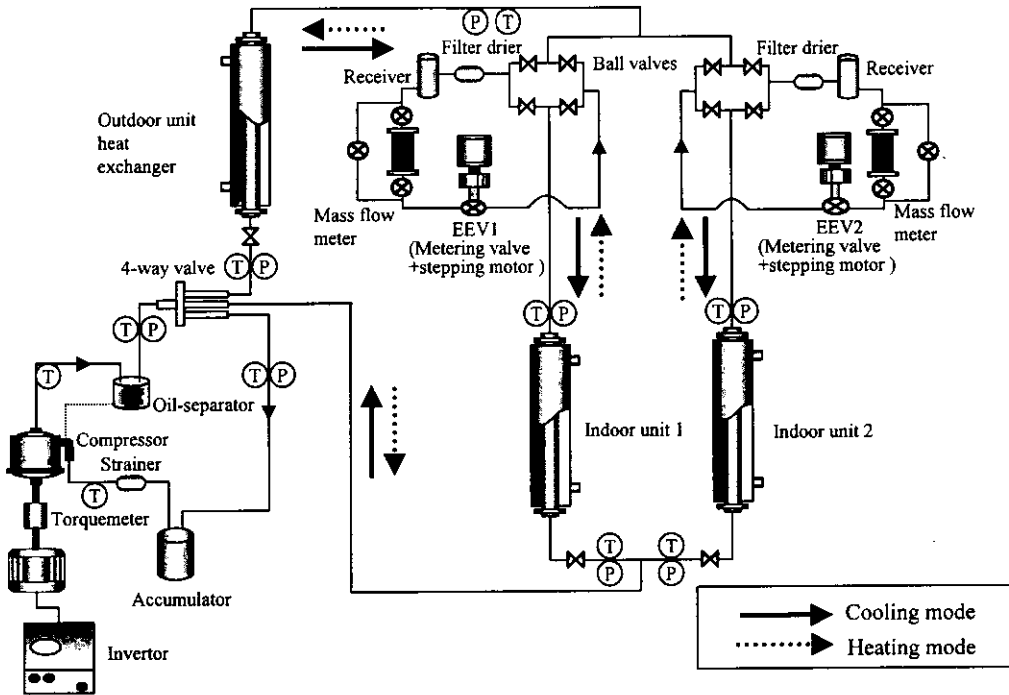 P T
Filter drier
Receiver
Ball valves
Filter drier
Receiver
Outdoor unit
heat
exchanger
Mass flow
meter
EEV1
(Metering valve
+stepping motor )
EEV2
(Metering valve
+stepping motor )
Mass flow
meter
4-way valve
T P
T P
T P
T P
T P
T
Oil-separator
Compressor
Strainer
T
Torquemeter
Accumulator
Invertor
Indoor unit 1
Indoor unit 2
T T
P P
Cooling mode
Heating mode